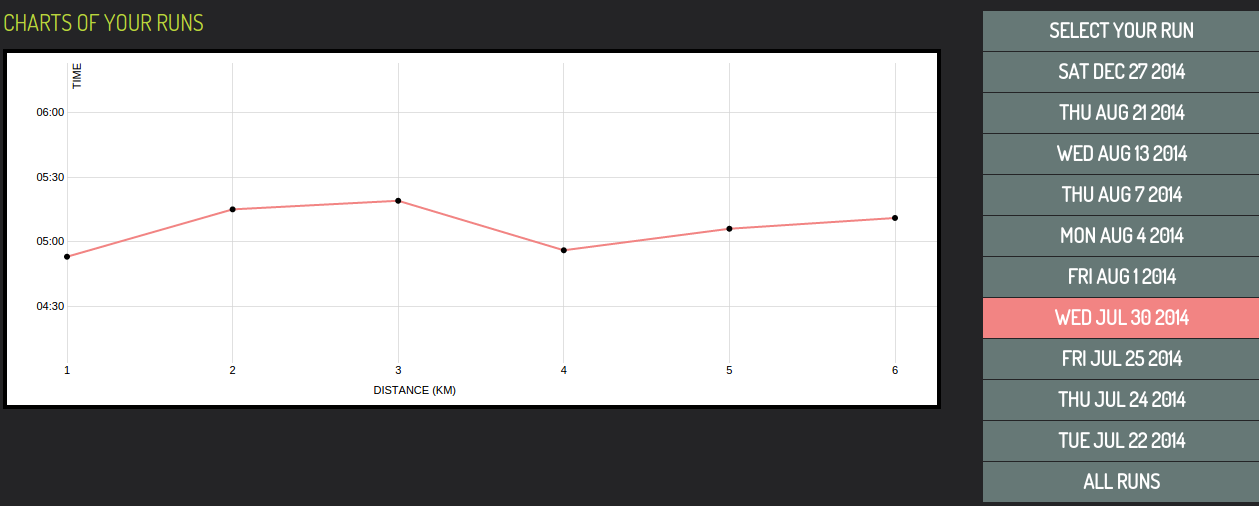 CHARTS OF YOUR RUNS
TIME
06:00
05:30
05:00
04:30
1 2 3 4 5 6
DISTANCE (KM)
SELECT YOUR RUN
SAT DEC 27 2014
THU AUG 21 2014
WED AUG 13 2014
THU AUG 7 2014
MON AUG 4 2014
FRI AUG 1 2014
WED JUL 30 2014
FRI JUL 25 2014
THU JUL 24 2014
TUE JUL 22 2014
ALL RUNS